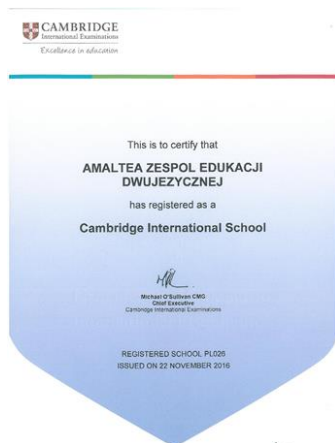 CAMBRIDGE
International Examinations
Excellence in education
This is to certify that
AMALTEA ZESPOL EDUKACJI
DWUJEZYCZNEJ
has registered as a
Cambridge International School
Michael O'Sullivan CMG
Chief Executive
Cambridge International Examinations
REGISTERED SCHOOL PL026
ISSUED ON 22 NOVEMBER 2016